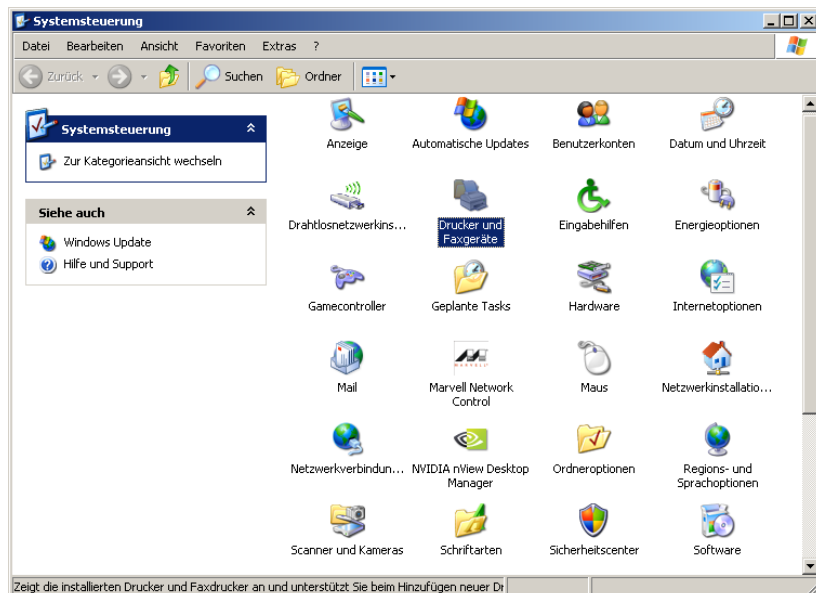 Systemsteuerung
Datei Bearbeiten Ansicht Favoriten Extras ?
Zurück Suchen Ordner
Systemsteuerung
Zur Kategorieansicht wechseln
Siehe auch
Windows Update
Hilfe und Support
Anzeige
Automatische Updates
Benutzerkonten
Datum und Uhrzeit
Drahtlosnetzwerkins...
Drucker und
Faxgeräte
Eingabehilfen
Energieoptionen
Gamecontroller
Geplante Tasks
Hardware
Internetoptionen
Mail
MARVELL
Marvell Network
Control
Maus
Netzwerkinstallatio...
Netzwerkverbindun...
NVIDIA nView Desktop
Manager
Ordneroptionen
Regions- und
Sprachoptionen
Scanner und Kameras
Schriftarten
Sicherheitscenter
Software
Zeigt die installierten Drucker und Faxdrucker an und unterstützt Sie beim Hinzufügen neuer Dr